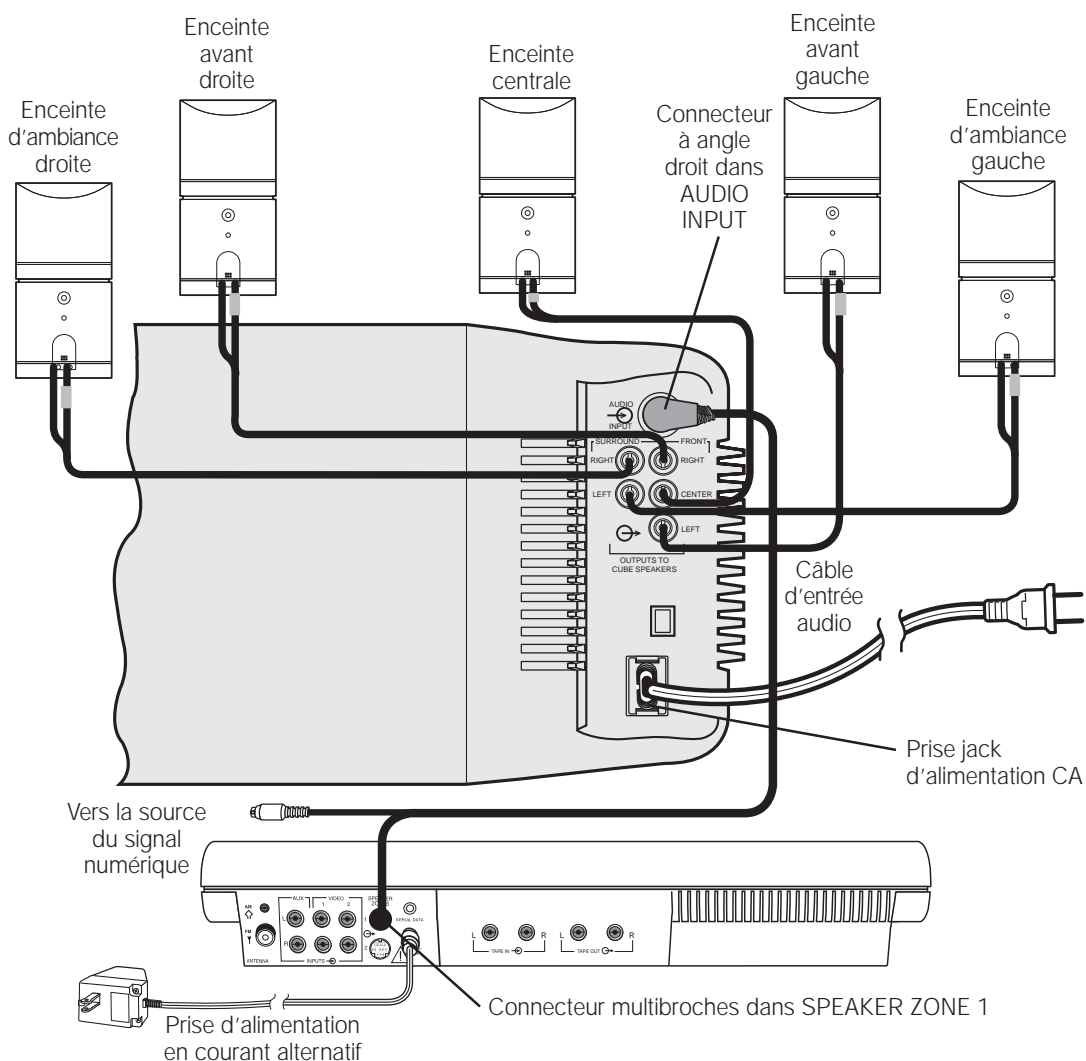 Enceinte
avant
droite
Enceinte
centrale
Enceinte
avant
gauche
Enceinte
d'ambiance
droite
Connecteur
à angle
droit dans
AUDIO
INPUT
Enceinte
d'ambiance
gauche
AUDIO
INPUT
SURROUND FRONT
RIGHT RIGHT
LEFT CENTER
LEFT
OUTPUTS TO
CUBE SPEAKERS
Câble
d'entrée
audio
Prise jack
d'alimentation CA
Vers la source
du signal
numérique
AM
FM
ANTENNA
AUX VIDEO
1 2
L
R
INPUTS
SPEAKER
ZONES
1
2
SERIAL DATA
L R
TAPE IN
L R
TAPE OUT
Connecteur multibroches dans SPEAKER ZONE 1
Prise d'alimentation
en courant alternatif